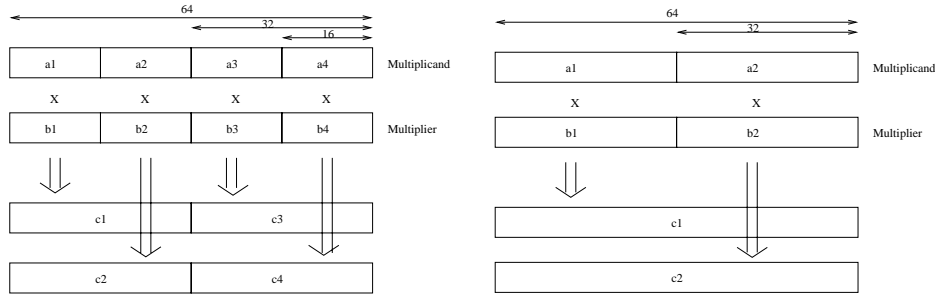 64
32
16
a1 a2 a3 a4 Multiplicand
X X X X
b1 b2 b3 b4 Multiplier
c1 c3
c2 c4
64
32
a1 a2 Multiplicand
X X
b1 b2 Multiplier
c1
c2